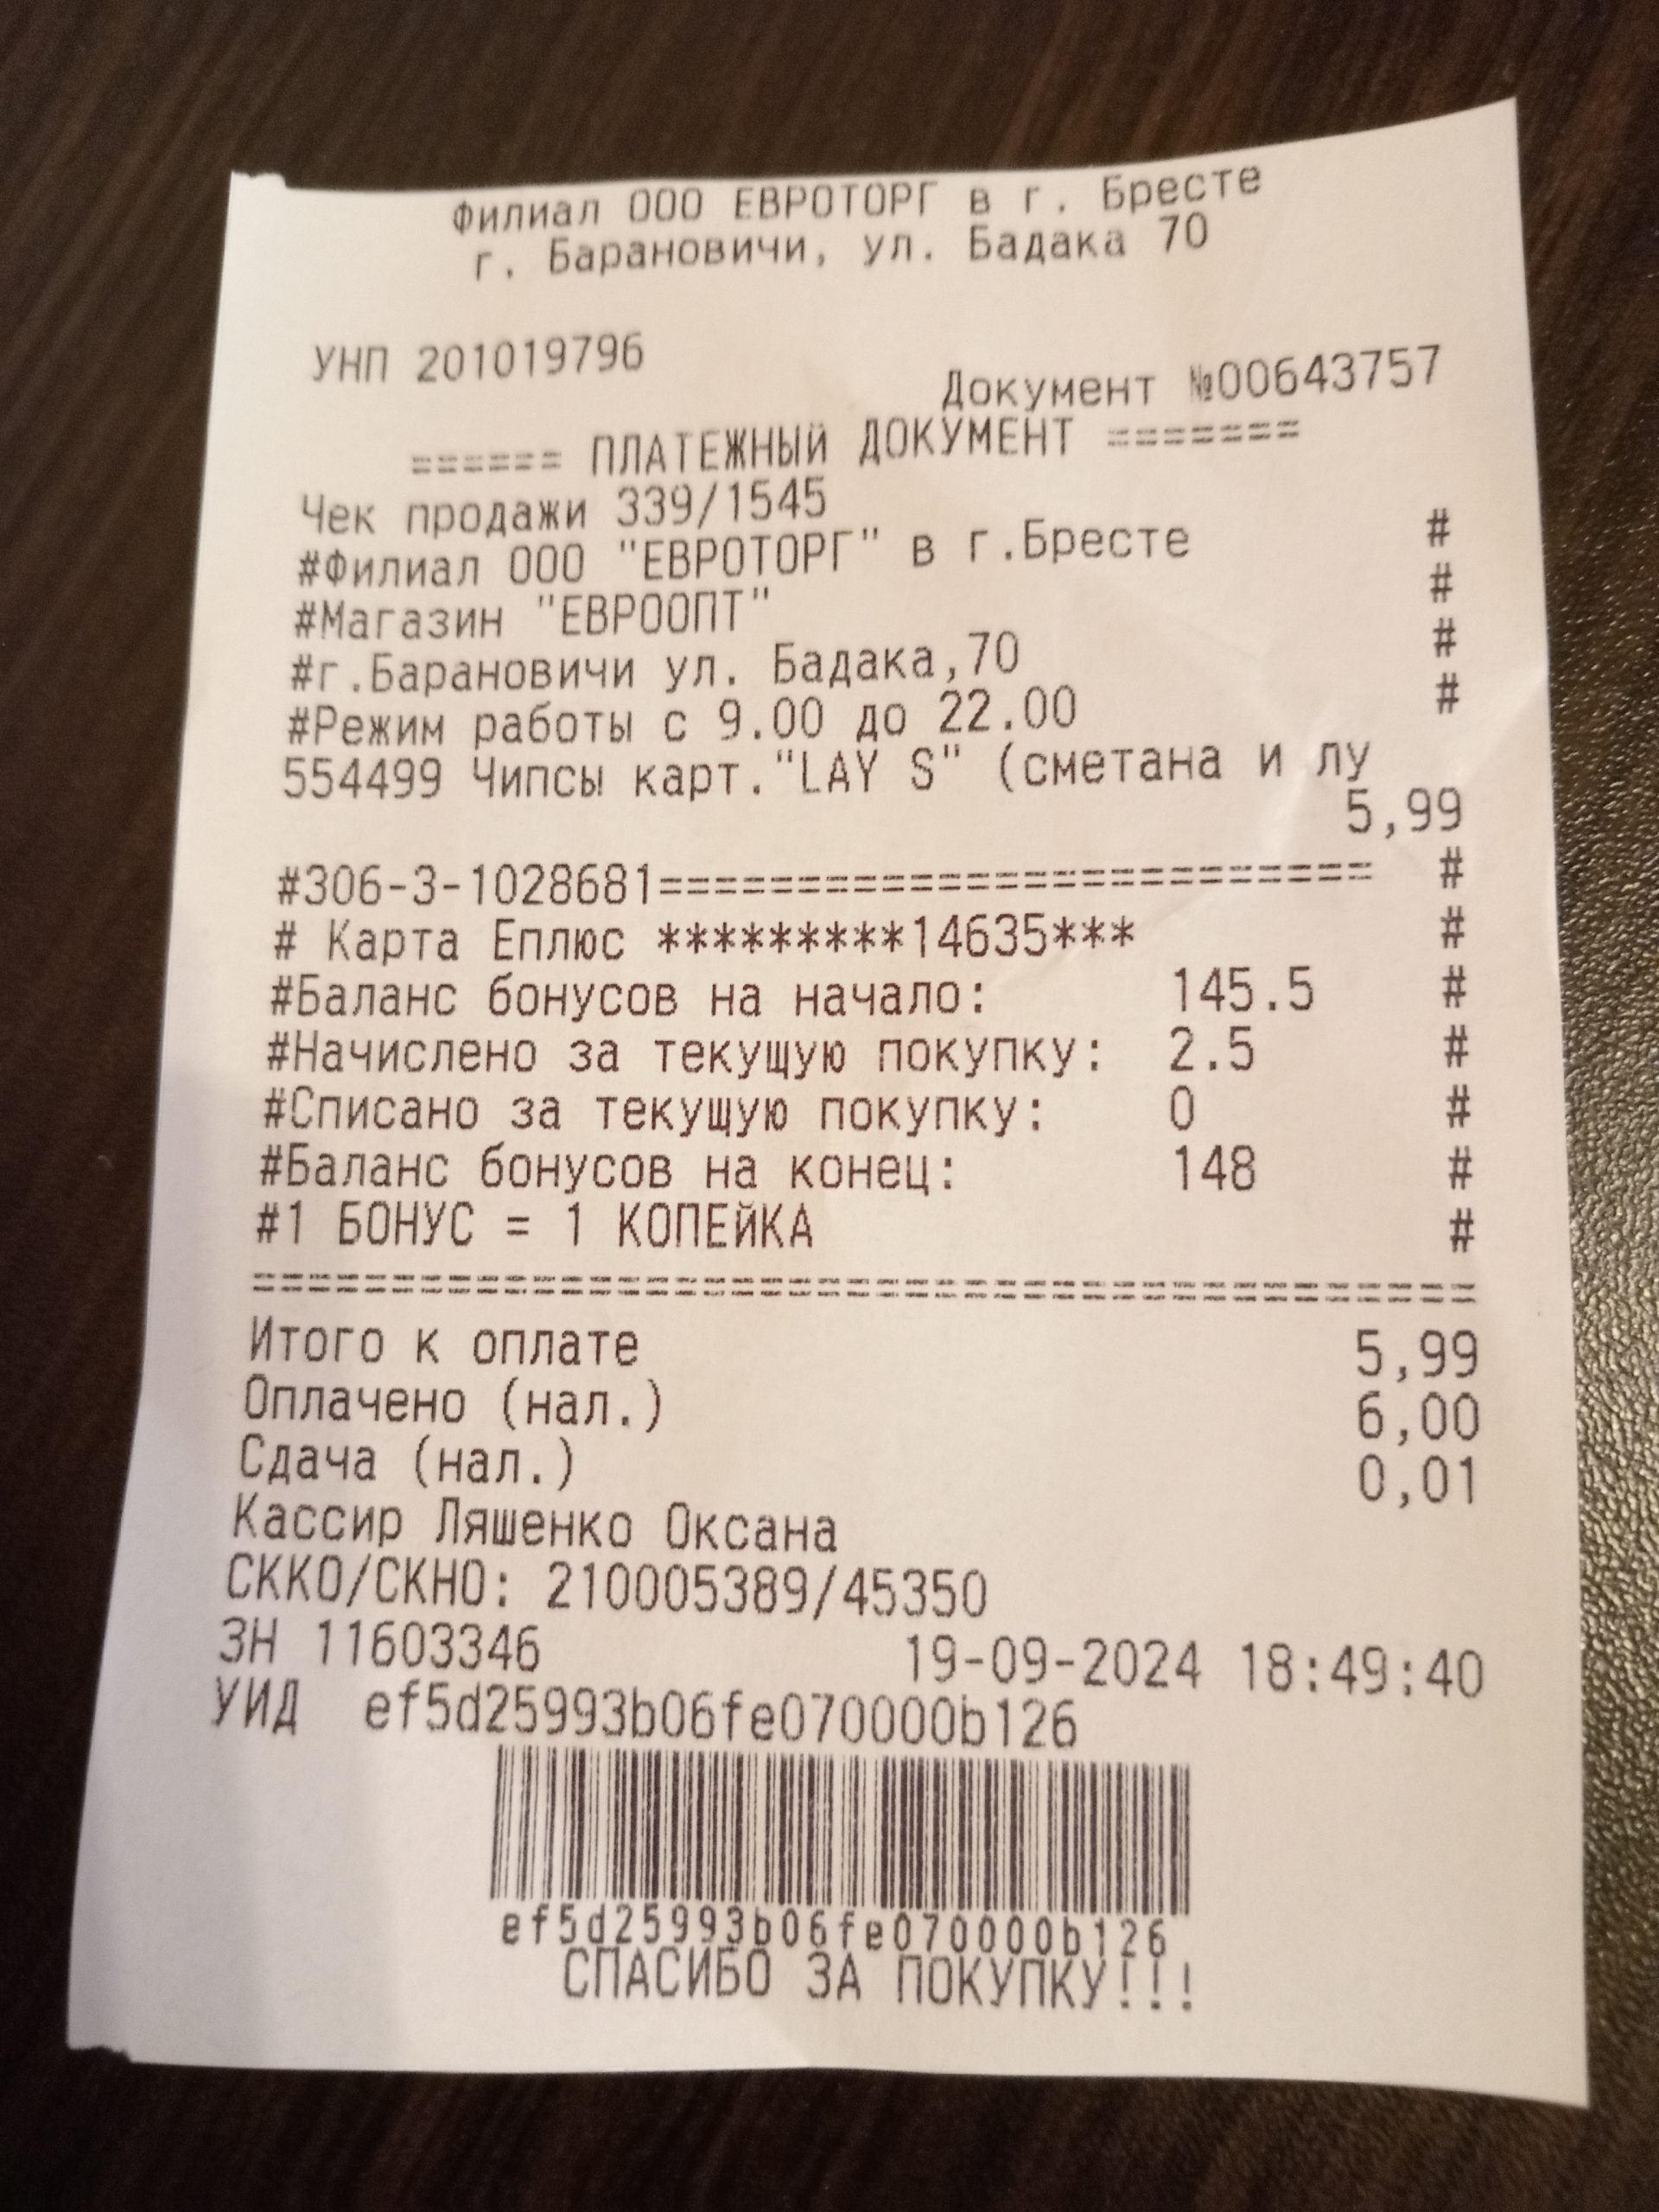 Филиал ООО ЕВРОТОРГ в г. Бресте
г. Барановичи, ул. Бадака 70
УНП 201019796
Документ №00643757
====== ПЛАТЕЖНЫЙ ДОКУМЕНТ =======
Чек продажи 339/1545
#Филиал ООО "ЕВРОТОРГ" в г.Бресте #
#Магазин "ЕВРООПТ" #
#г.Барановичи ул. Бадака,70 #
#Режим работы с 9.00 до 22.00 #
554499 Чипсы карт."LAY S" (сметана и лу
5,99
#306-3-1028681========================== #
# Карта Еплюс *********14635*** #
#Баланс бонусов на начало: 145.5 #
#Начислено за текущую покупку: 2.5 #
#Списано за текущую покупку: 0 #
#Баланс бонусов на конец: 148 #
#1 БОНУС = 1 КОПЕЙКА #
============================================
Итого к оплате 5,99
Оплачено (нал.) 6,00
Сдача (нал.) 0,01
Кассир Ляшенко Оксана
СККО/СКНО: 210005389/45350
ЗН 11603346 19-09-2024 18:49:40
УИД ef5d25993b06fe070000b126
ef5d25993b06fe070000b126
СПАСИБО ЗА ПОКУПКУ!!!